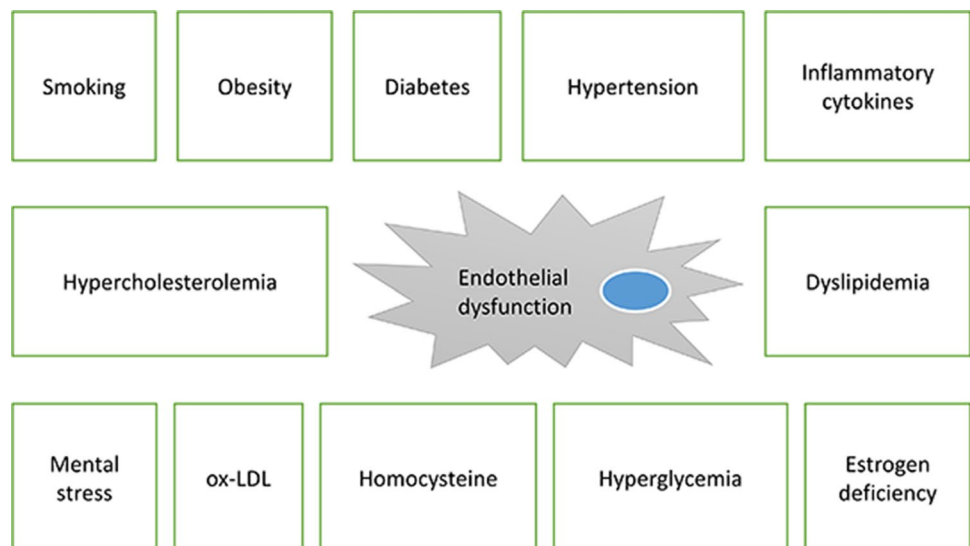 Smoking
Obesity
Diabetes
Hypertension
Inflammatory
cytokines
Hypercholesterolemia
Endothelial
dysfunction
Dyslipidemia
Mental
stress
ox-LDL
Homocysteine
Hyperglycemia
Estrogen
deficiency